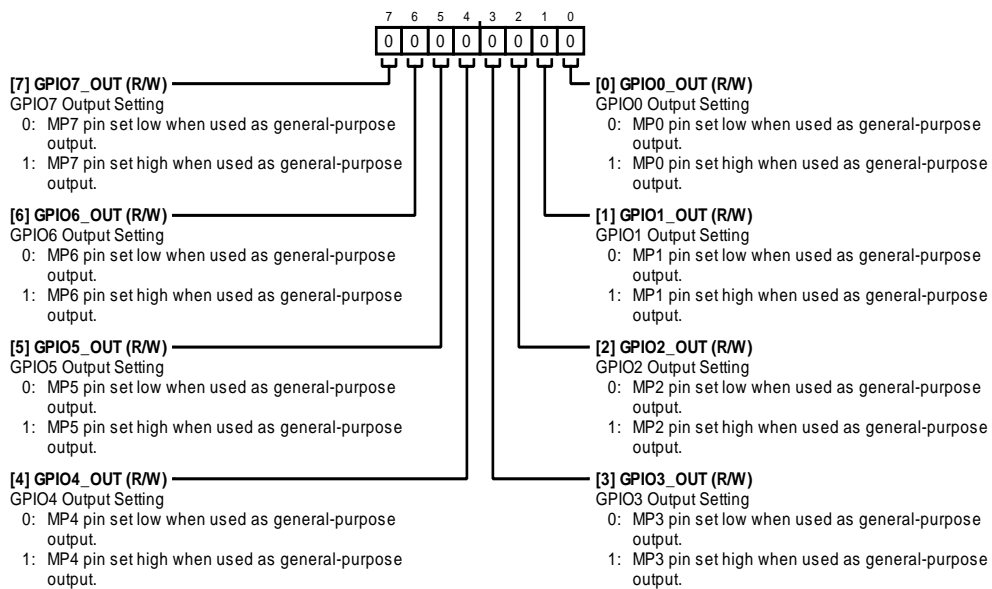 7 6 5 4 3 2 1 0
0 0 0 0 0 0 0 0
[7] GPIO7_OUT (R/W)
GPIO7 Output Setting
0: MP7 pin set low when used as general-purpose
output.
1: MP7 pin set high when used as general-purpose
output.
[6] GPIO6_OUT (R/W)
GPIO6 Output Setting
0: MP6 pin set low when used as general-purpose
output.
1: MP6 pin set high when used as general-purpose
output.
[5] GPIO5_OUT (R/W)
GPIO5 Output Setting
0: MP5 pin set low when used as general-purpose
output.
1: MP5 pin set high when used as general-purpose
output.
[4] GPIO4_OUT (R/W)
GPIO4 Output Setting
0: MP4 pin set low when used as general-purpose
output.
1: MP4 pin set high when used as general-purpose
output.
[0] GPIO0_OUT (R/W)
GPIO0 Output Setting
0: MP0 pin set low when used as general-purpose
output.
1: MP0 pin set high when used as general-purpose
output.
[1] GPIO1_OUT (R/W)
GPIO1 Output Setting
0: MP1 pin set low when used as general-purpose
output.
1: MP1 pin set high when used as general-purpose
output.
[2] GPIO2_OUT (R/W)
GPIO2 Output Setting
0: MP2 pin set low when used as general-purpose
output.
1: MP2 pin set high when used as general-purpose
output.
[3] GPIO3_OUT (R/W)
GPIO3 Output Setting
0: MP3 pin set low when used as general-purpose
output.
1: MP3 pin set high when used as general-purpose
output.